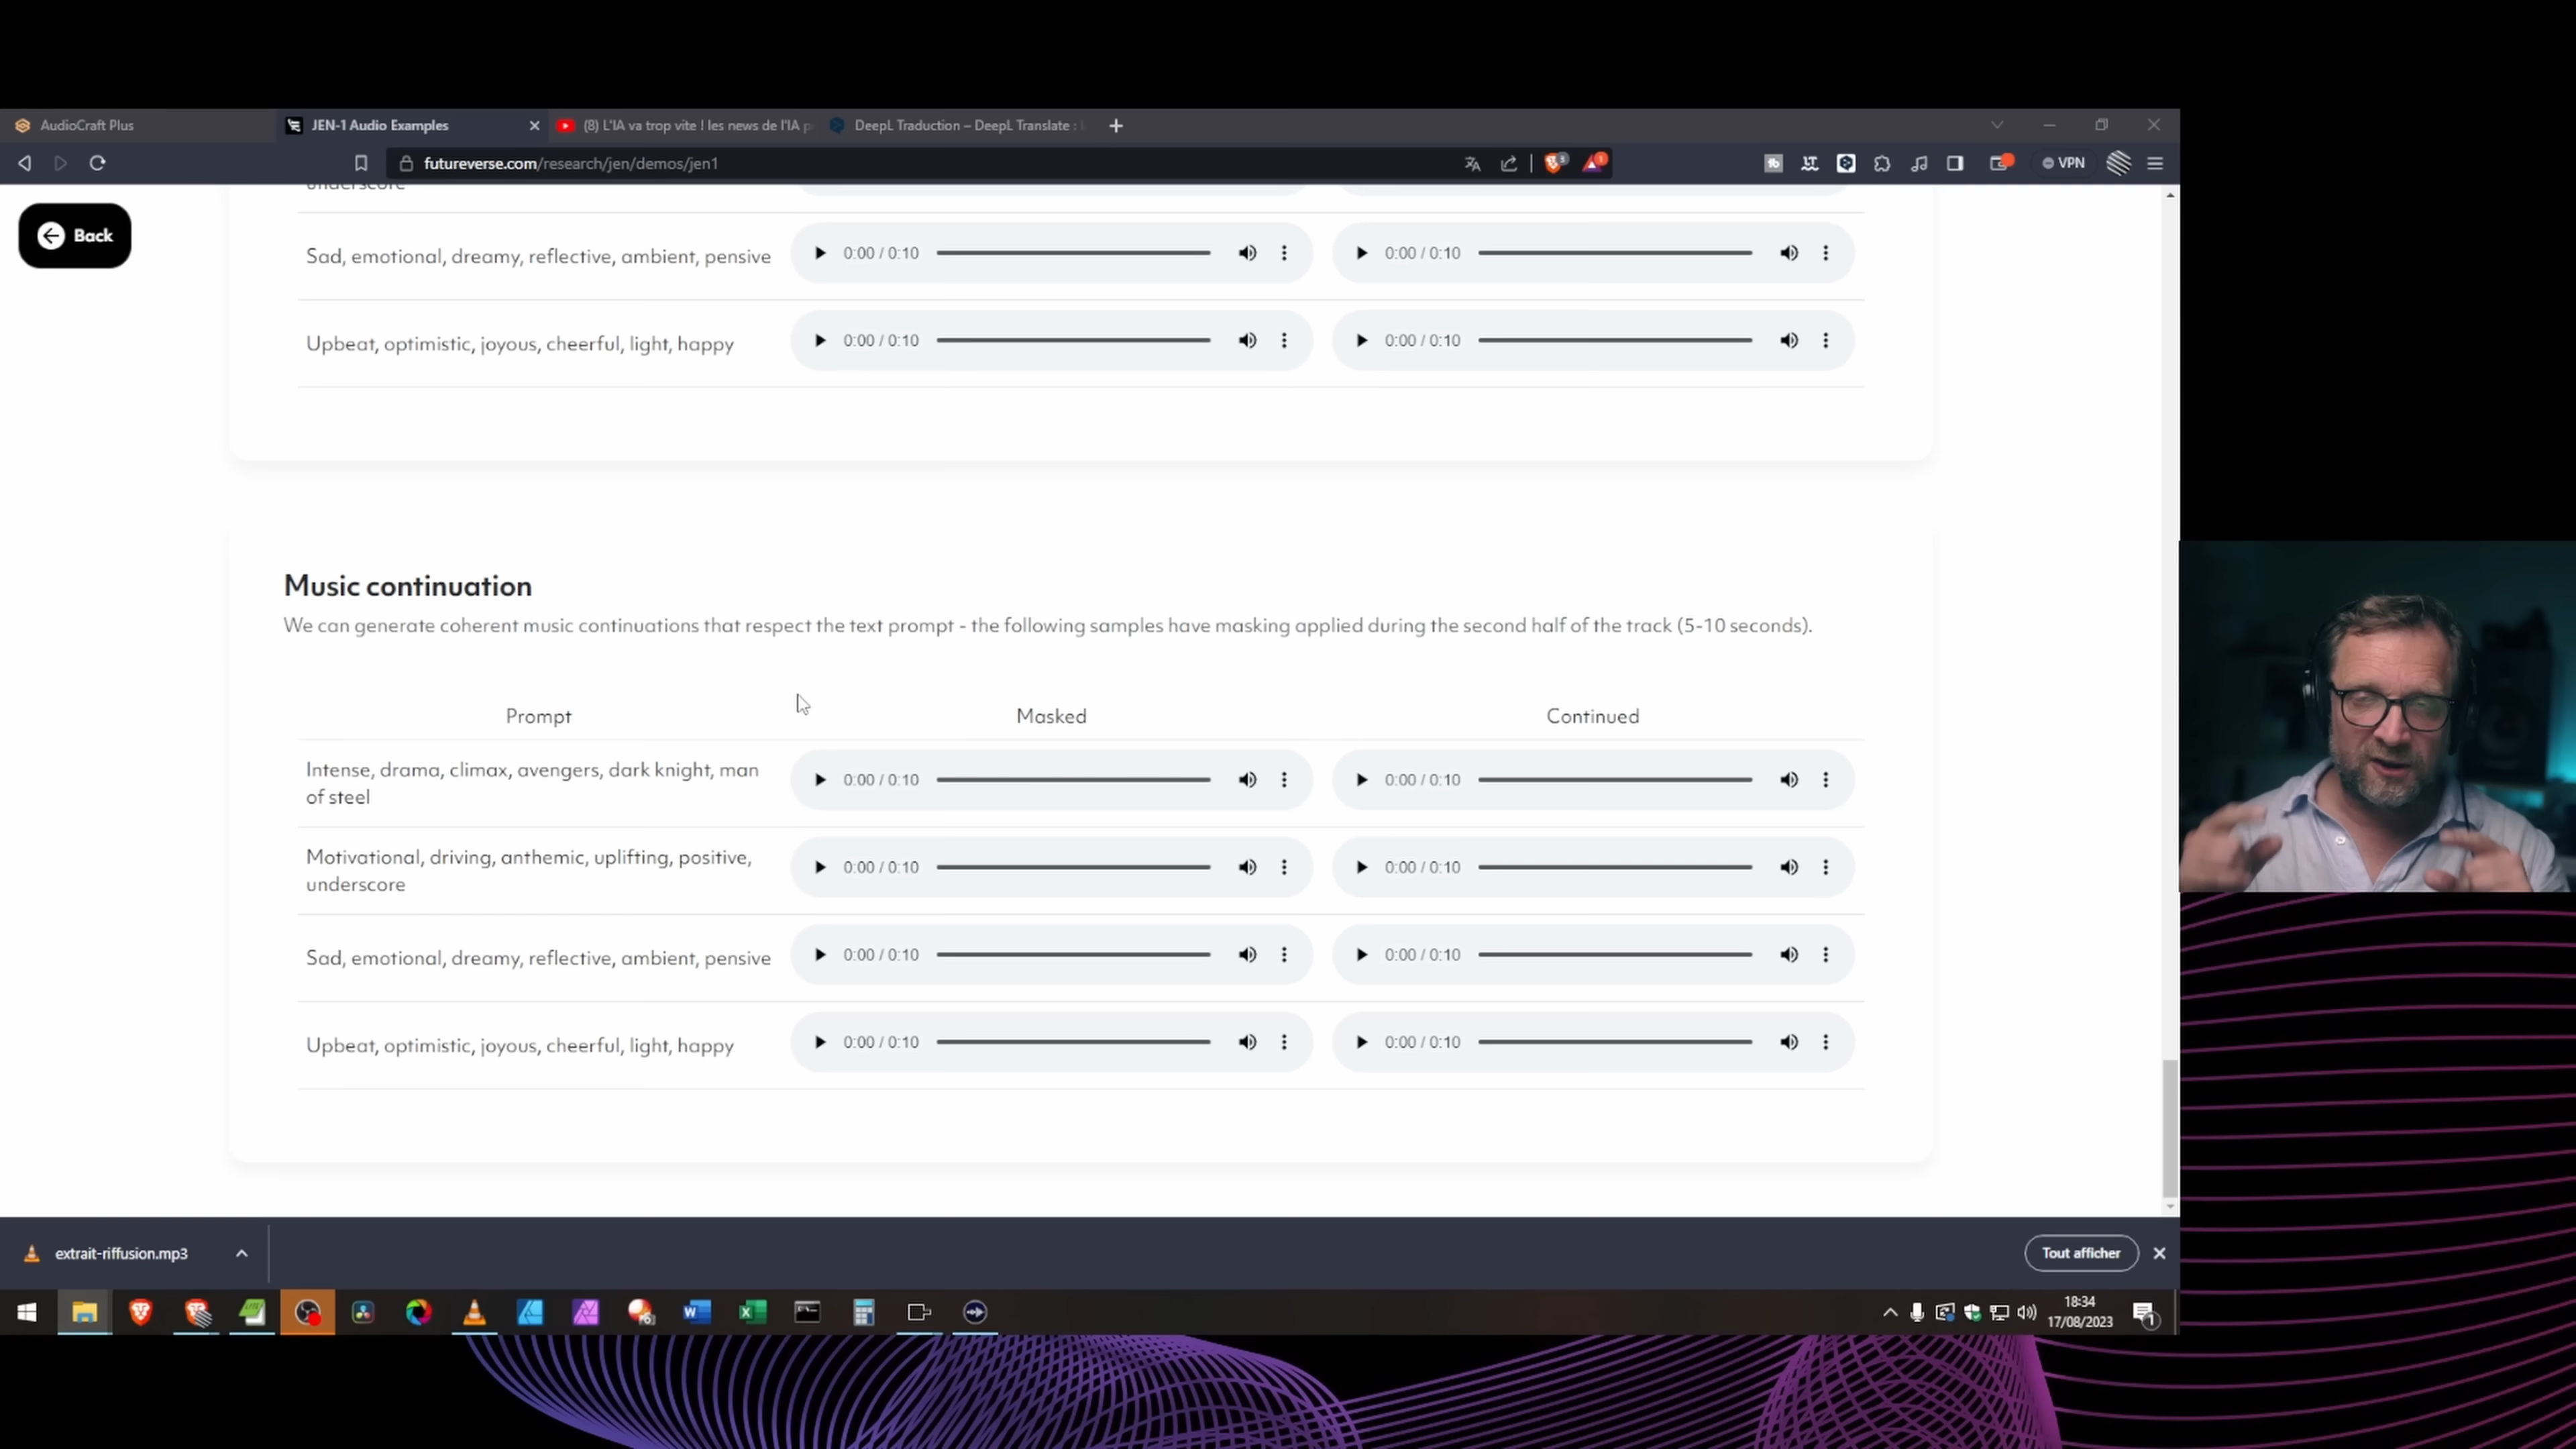 AudioCraft Plus
JEN-1 Audio Examples
(8) L'IA va trop vite ! les news de l'IA p
DeepL Traduction – DeepL Translate :
futureverse.com/research/jen/demos/jen1
VPN
underscore
Back
Sad, emotional, dreamy, reflective, ambient, pensive
0:00 / 0:10
0:00 / 0:10
Upbeat, optimistic, joyous, cheerful, light, happy
0:00 / 0:10
0:00 / 0:10
Music continuation
We can generate coherent music continuations that respect the text prompt - the following samples have masking applied during the second half of the track (5-10 seconds).
Prompt
Masked
Continued
Intense, drama, climax, avengers, dark knight, man
of steel
0:00 / 0:10
0:00 / 0:10
Motivational, driving, anthemic, uplifting, positive,
underscore
0:00 / 0:10
0:00 / 0:10
Sad, emotional, dreamy, reflective, ambient, pensive
0:00 / 0:10
0:00 / 0:10
Upbeat, optimistic, joyous, cheerful, light, happy
0:00 / 0:10
0:00 / 0:10
extrait-riffusion.mp3
Tout afficher
18:34
17/08/2023